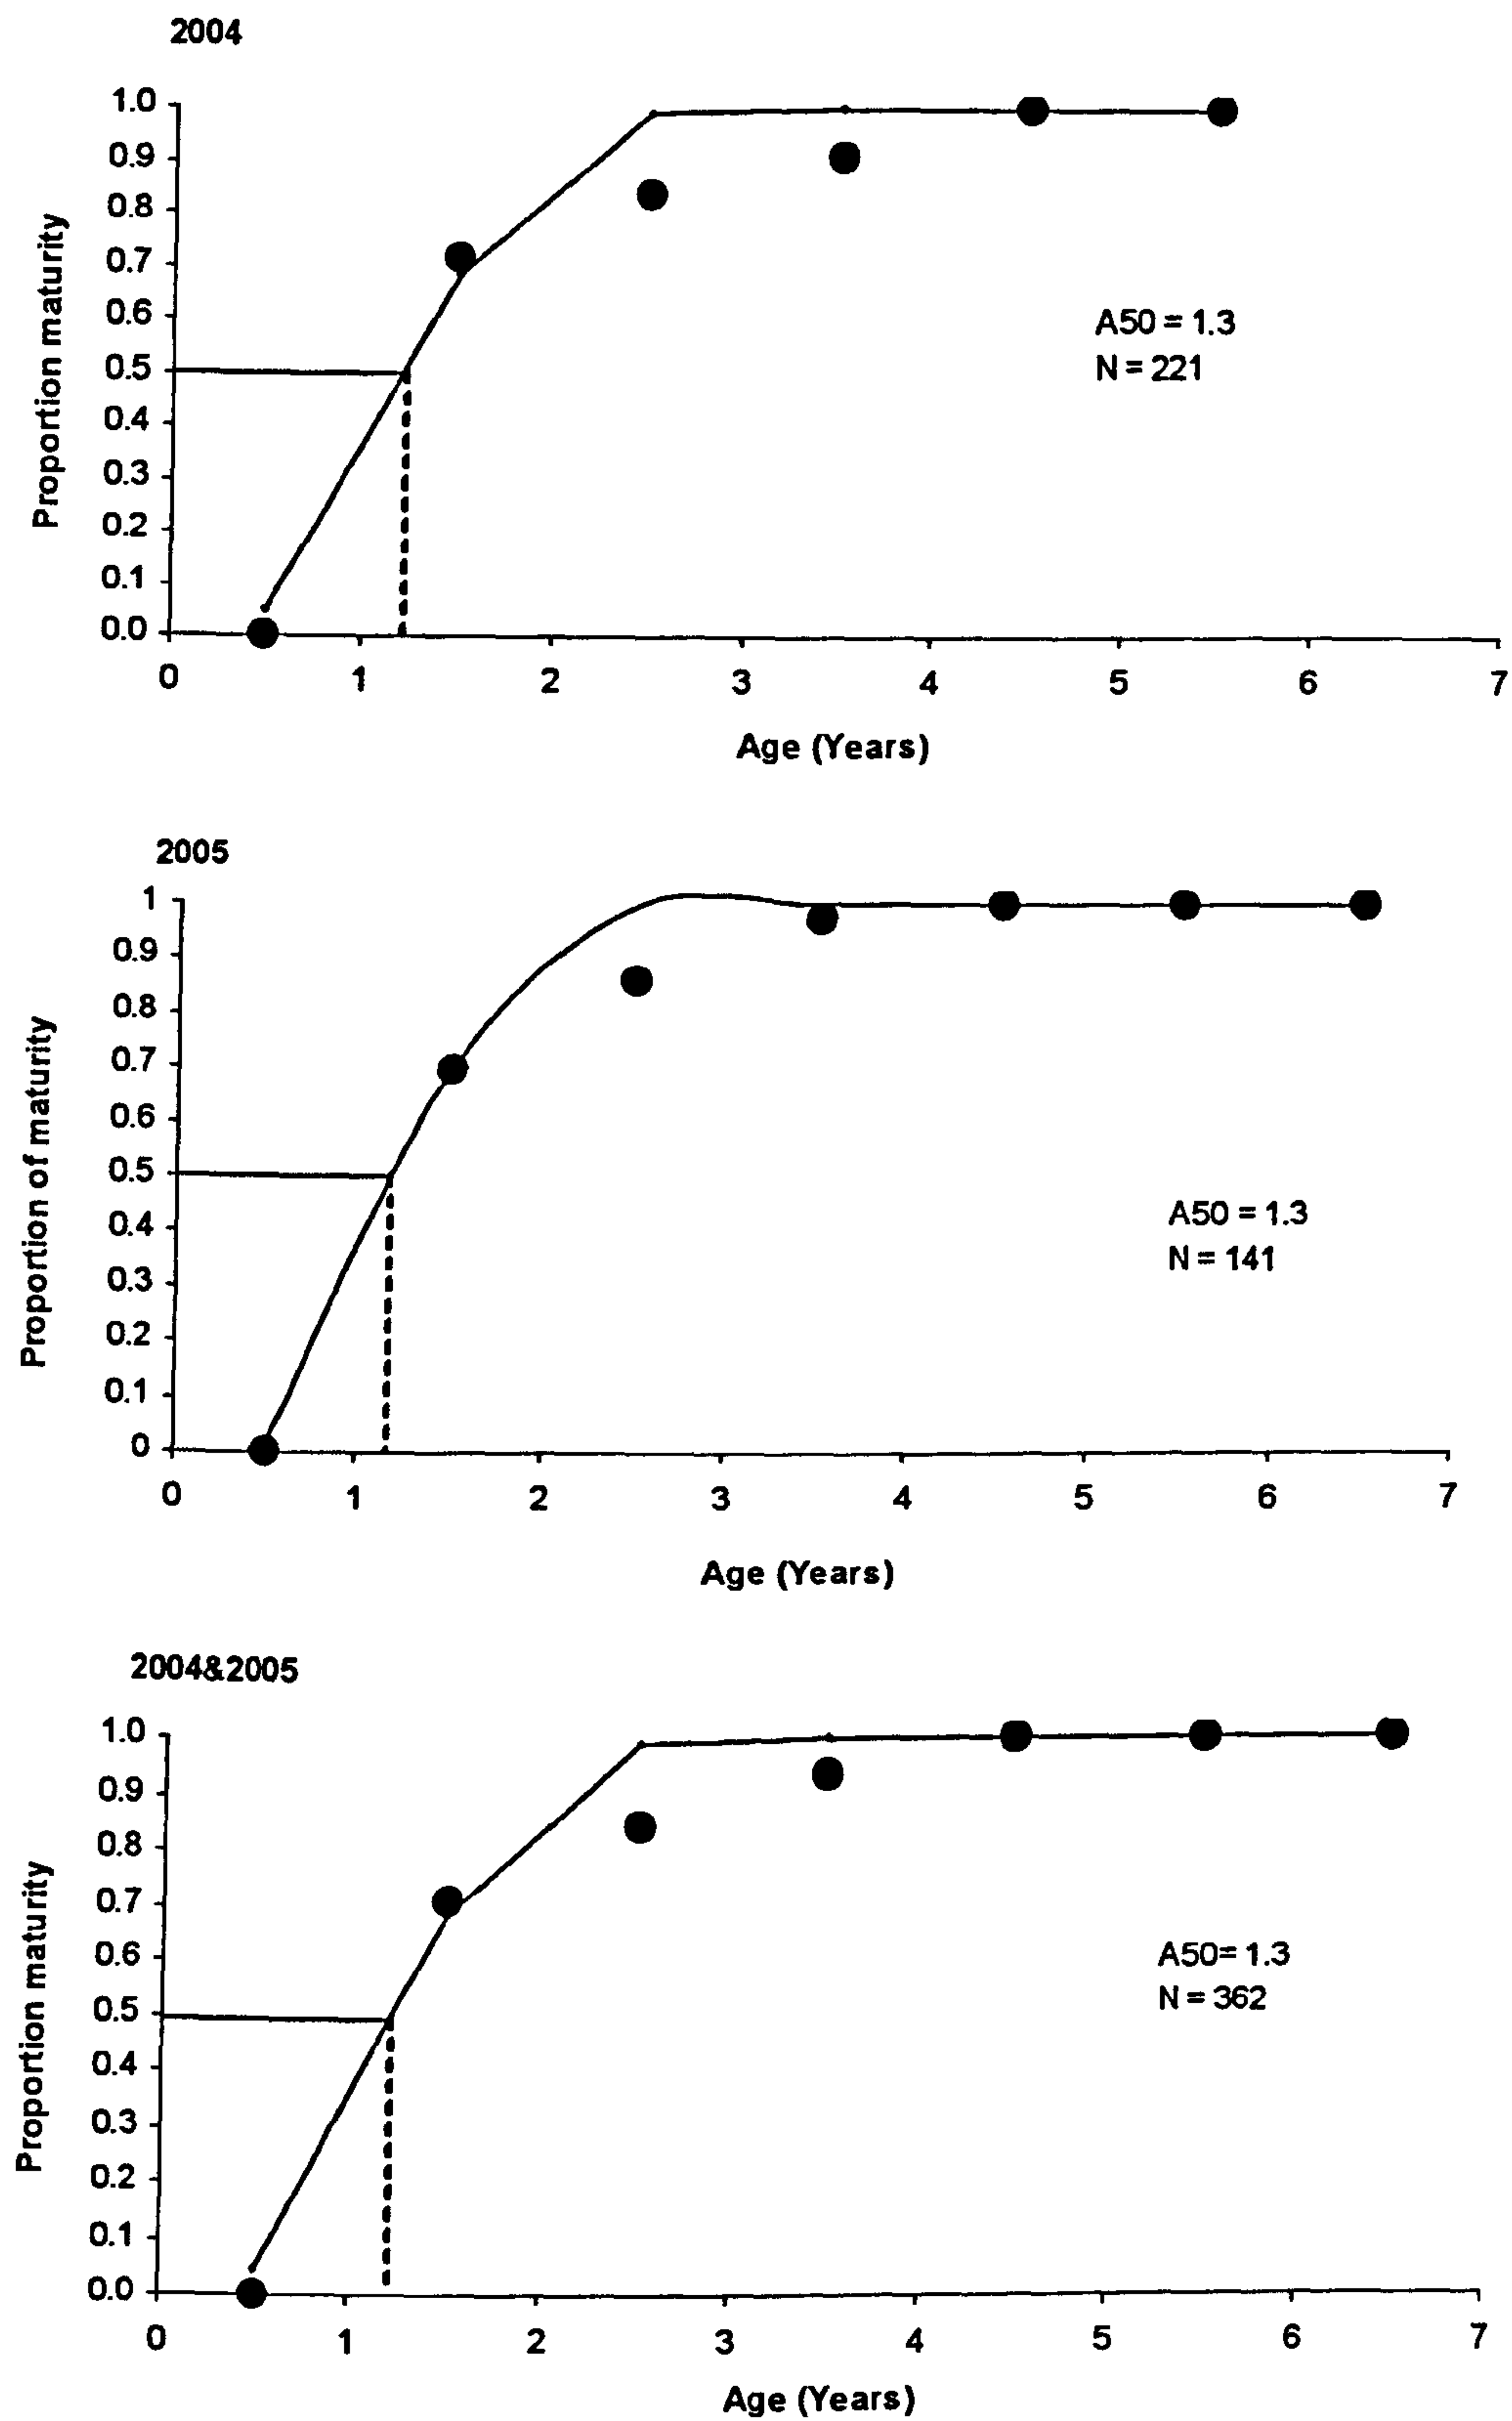 2004
1.0
0.9
0.8
0.7
0.6
0.5
0.4
0.3
0.2
0.1
0.0
Proportion maturity
A50 = 1.3
N = 221
0 1 2 3 4 5 6 7
Age (Years)
2005
1
0.9
0.8
0.7
0.6
0.5
0.4
0.3
0.2
0.1
0
Proportion of maturity
A50 = 1.3
N = 141
0 1 2 3 4 5 6 7
Age (Years)
2004&2005
1.0
0.9
0.8
0.7
0.6
0.5
0.4
0.3
0.2
0.1
0.0
Proportion maturity
A50= 1.3
N = 362
0 1 2 3 4 5 6 7
Age (Years)